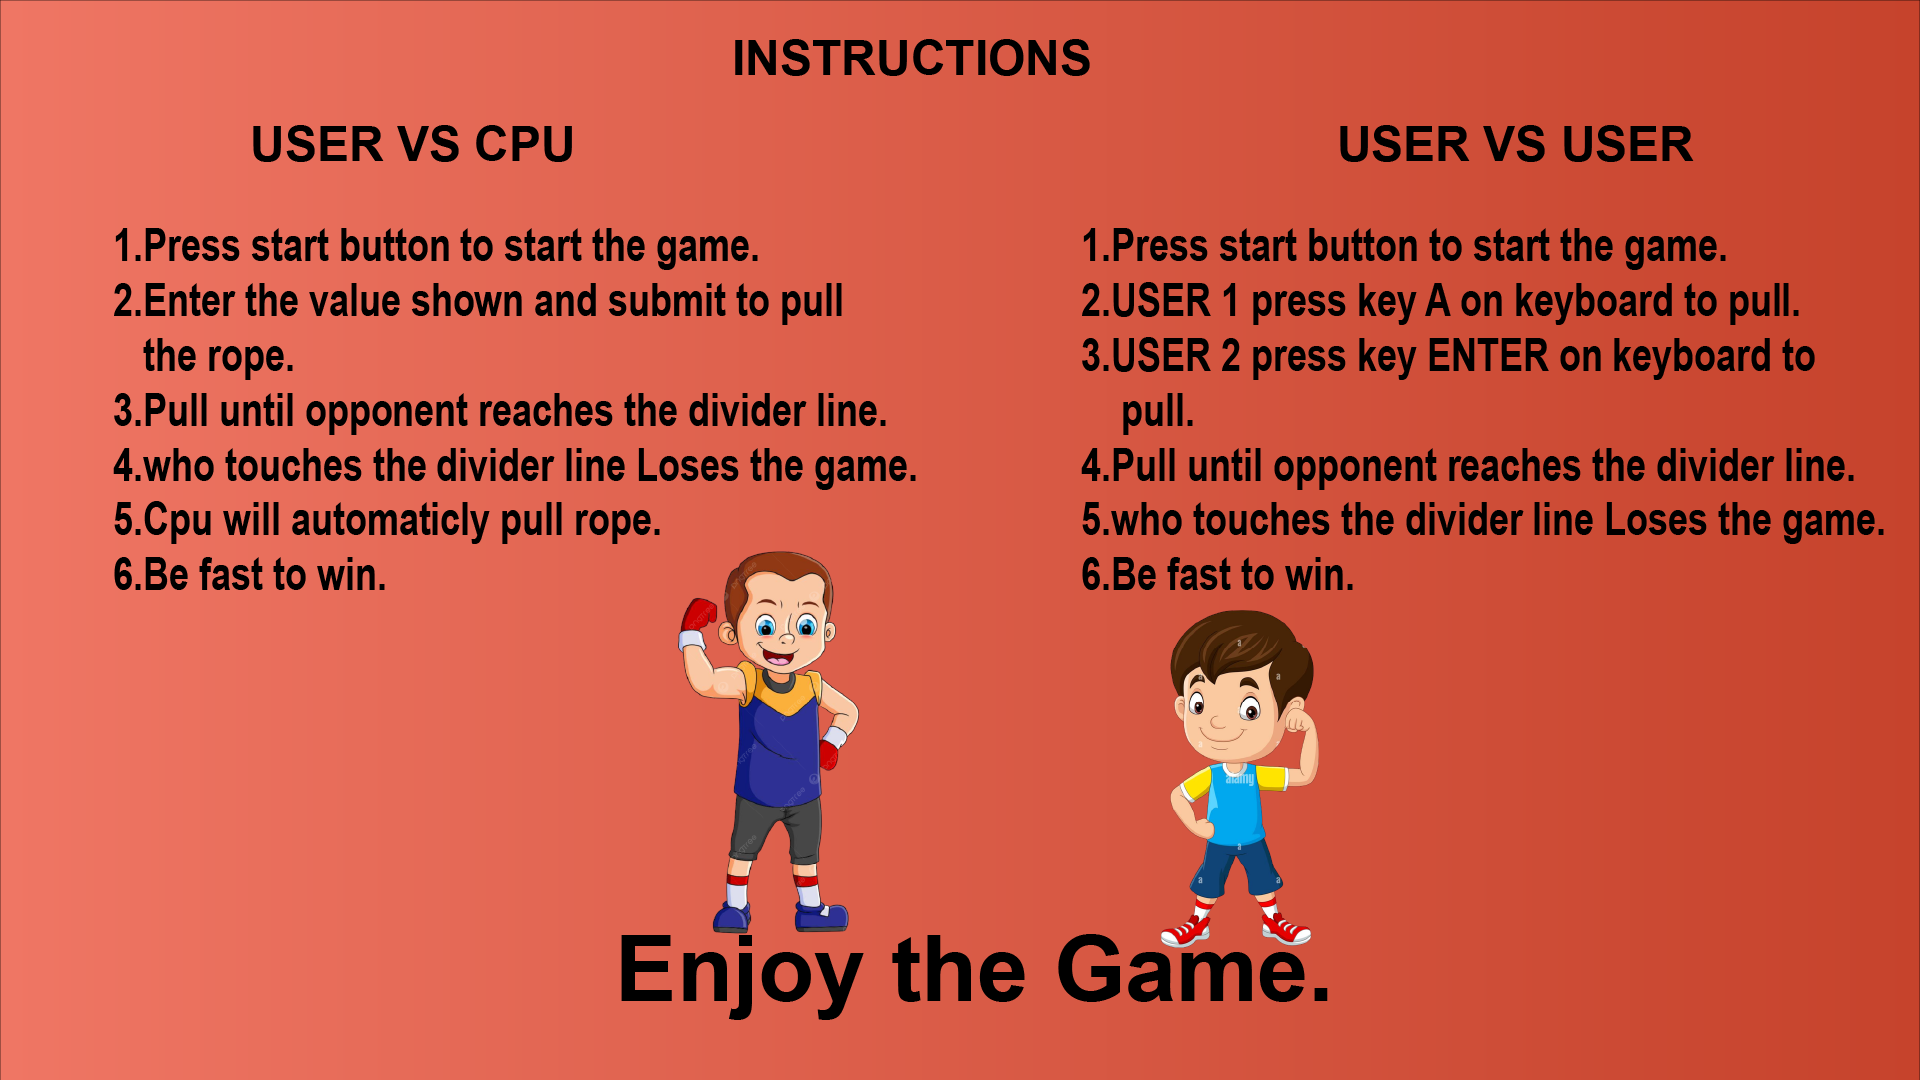 INSTRUCTIONS
USER VS CPU
1.Press start button to start the game.
2.Enter the value shown and submit to pull
the rope.
3.Pull until opponent reaches the divider line.
4.who touches the divider line Loses the game.
5.Cpu will automaticly pull rope.
6.Be fast to win.
USER VS USER
1.Press start button to start the game.
2.USER 1 press key A on keyboard to pull.
3.USER 2 press key ENTER on keyboard to
pull.
4.Pull until opponent reaches the divider line.
5.who touches the divider line Loses the game.
6.Be fast to win.
alamy
Enjoy the Game.